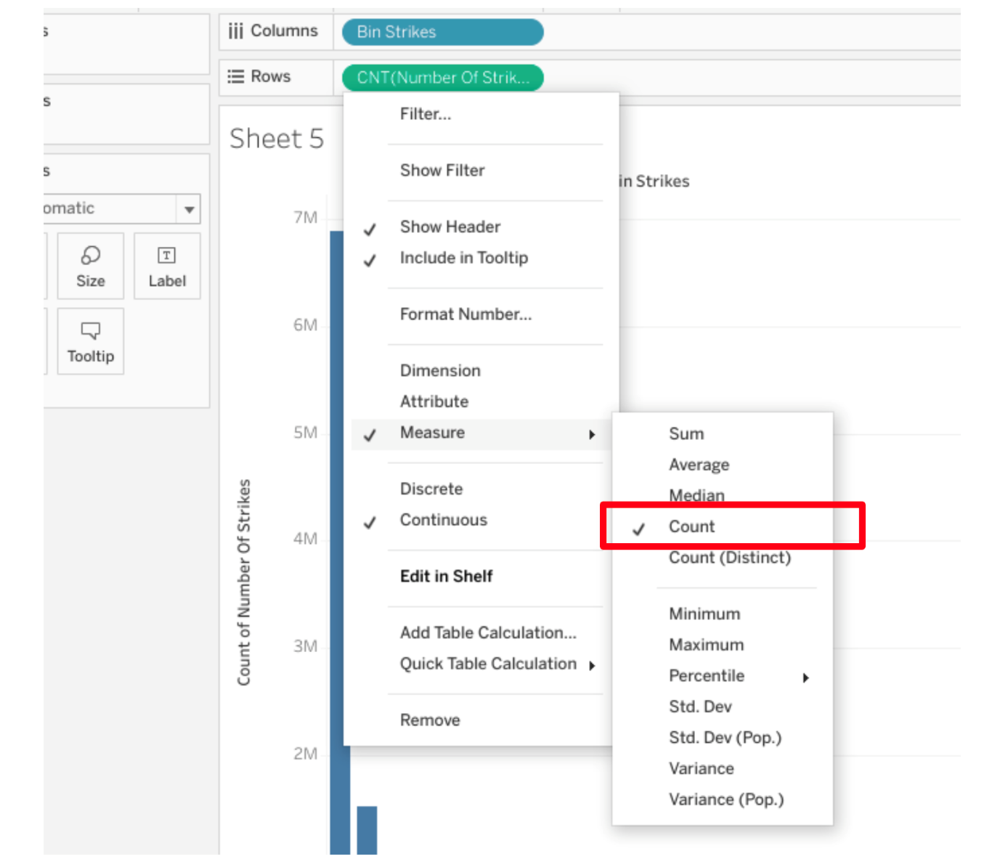 s
Columns
Bin Strikes
Rows
CNT(Number Of Strik...
s
s
omatic
Size
Label
Tooltip
Sheet 5
in Strikes
7M
6M
5M
4M
3M
2M
Count of Number Of Strikes
Filter...
Show Filter
Show Header
Include in Tooltip
Format Number...
Dimension
Attribute
Measure
Discrete
Continuous
Edit in Shelf
Add Table Calculation...
Quick Table Calculation
Remove
Sum
Average
Median
Count
Count (Distinct)
Minimum
Maximum
Percentile
Std. Dev
Std. Dev (Pop.)
Variance
Variance (Pop.)